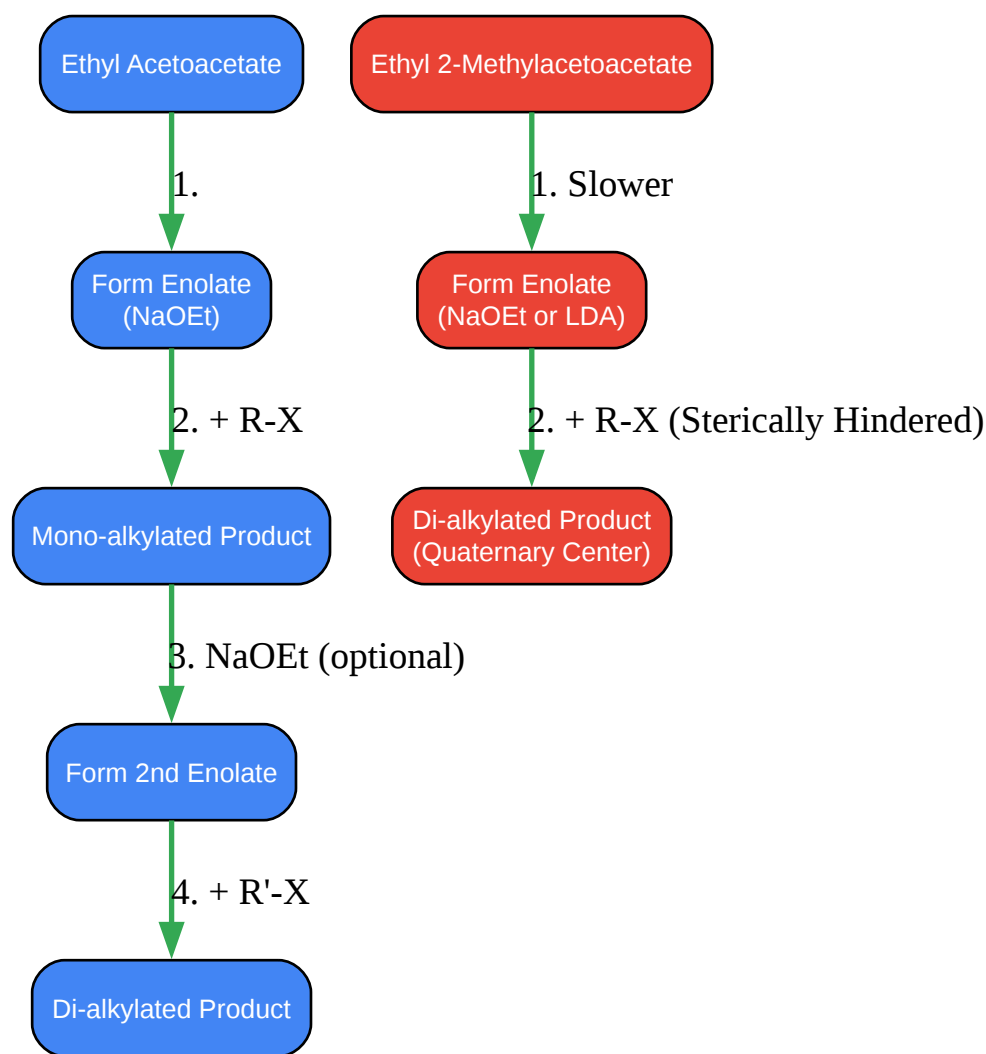 Ethyl Acetoacetate
Ethyl 2-Methylacetoacetate
1.
1. Slower
Form Enolate
(NaOEt)
Form Enolate
(NaOEt or LDA)
2. + R-X
2. + R-X (Sterically Hindered)
Mono-alkylated Product
Di-alkylated Product
(Quaternary Center)
3. NaOEt (optional)
Form 2nd Enolate
4. + R'-X
Di-alkylated Product